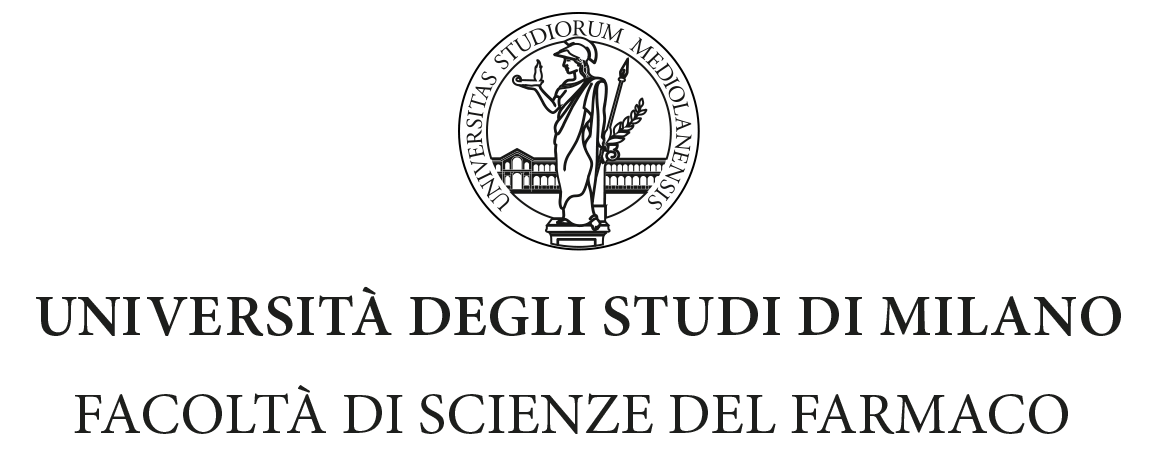 UNIVERSITAS STUDIORUM MEDIOLANENSIS
UNIVERSITÀ DEGLI STUDI DI MILANO
FACOLTÀ DI SCIENZE DEL FARMACO